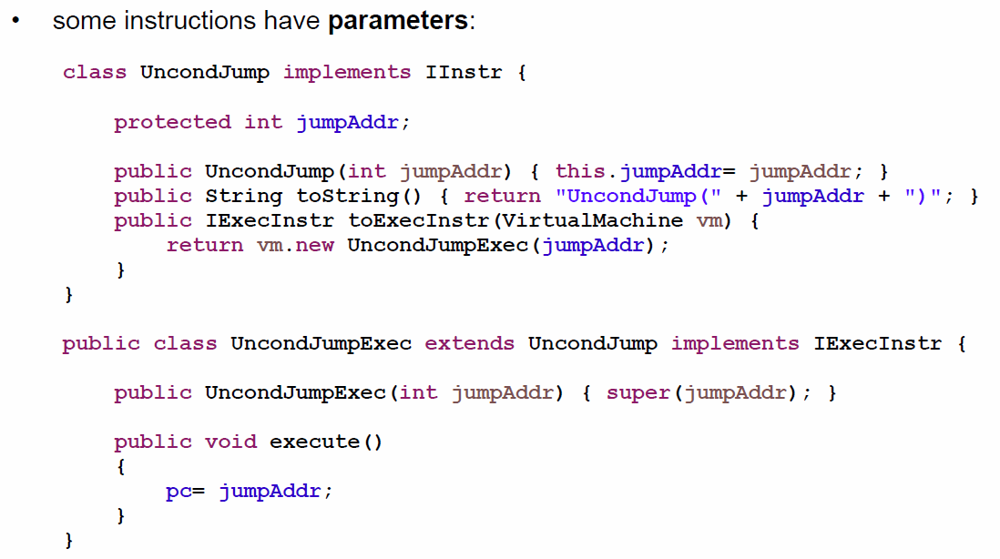 • some instructions have parameters:
class UncondJump implements IInstr {
protected int jumpAddr;
public UncondJump(int jumpAddr) { this.jumpAddr= jumpAddr; }
public String toString() { return "UncondJump(" + jumpAddr + ")"; }
public IExecInstr toExecInstr(VirtualMachine vm) {
return vm.new UncondJumpExec(jumpAddr);
}
}
public class UncondJumpExec extends UncondJump implements IExecInstr {
public UncondJumpExec(int jumpAddr) { super(jumpAddr); }
public void execute()
{
pc= jumpAddr;
}
}